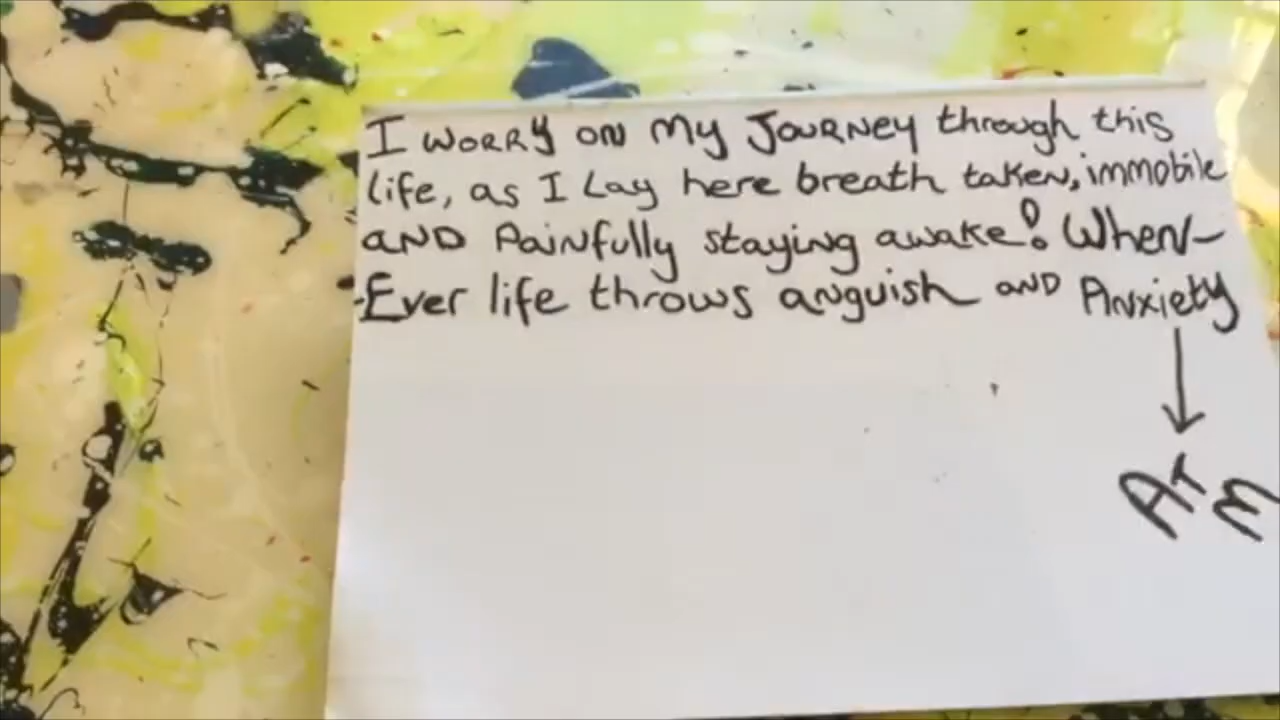 I WORRY ON My JOURNEY through this
life, as I Lay here breath taken, immobile
AND Painfully staying awake! When-
-Ever life throws anguish AND Anxiety
At
M